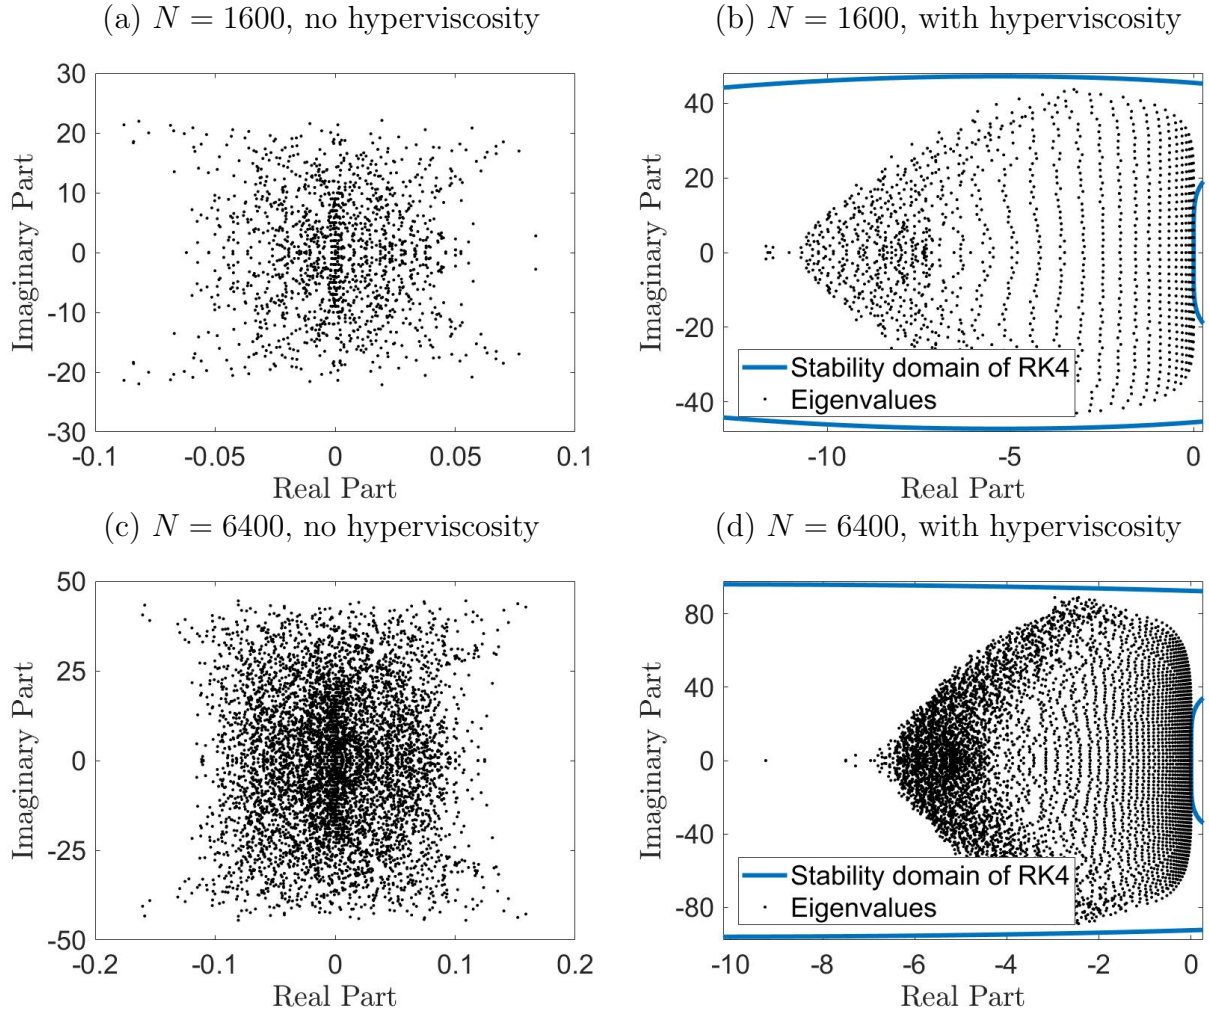 (a) N = 1600, no hyperviscosity
30
20
10
0
-10
-20
-30
-0.1 -0.05 0 0.05 0.1
Imaginary Part
Real Part
(b) N = 1600, with hyperviscosity
40
20
0
-20
-40
-10 -5 0
Imaginary Part
Real Part
Stability domain of RK4
Eigenvalues
(c) N = 6400, no hyperviscosity
50
25
0
-25
-50
-0.2 -0.1 0 0.1 0.2
Imaginary Part
Real Part
(d) N = 6400, with hyperviscosity
80
40
0
-40
-80
-10 -8 -6 -4 -2 0
Imaginary Part
Real Part
Stability domain of RK4
Eigenvalues